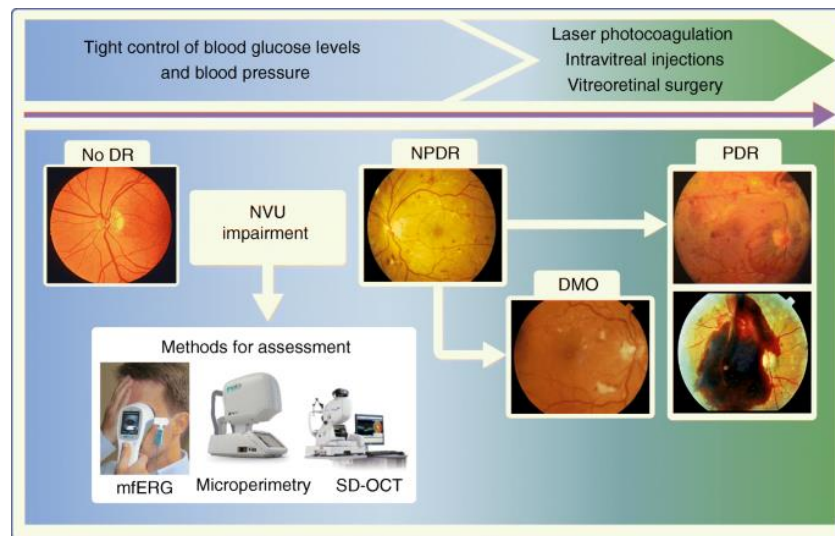 Tight control of blood glucose levels
and blood pressure
Laser photocoagulation
Intravitreal injections
Vitreoretinal surgery
No DR
NVU
impairment
NPDR
PDR
DMO
Methods for assessment
mfERG
Microperimetry
SD-OCT